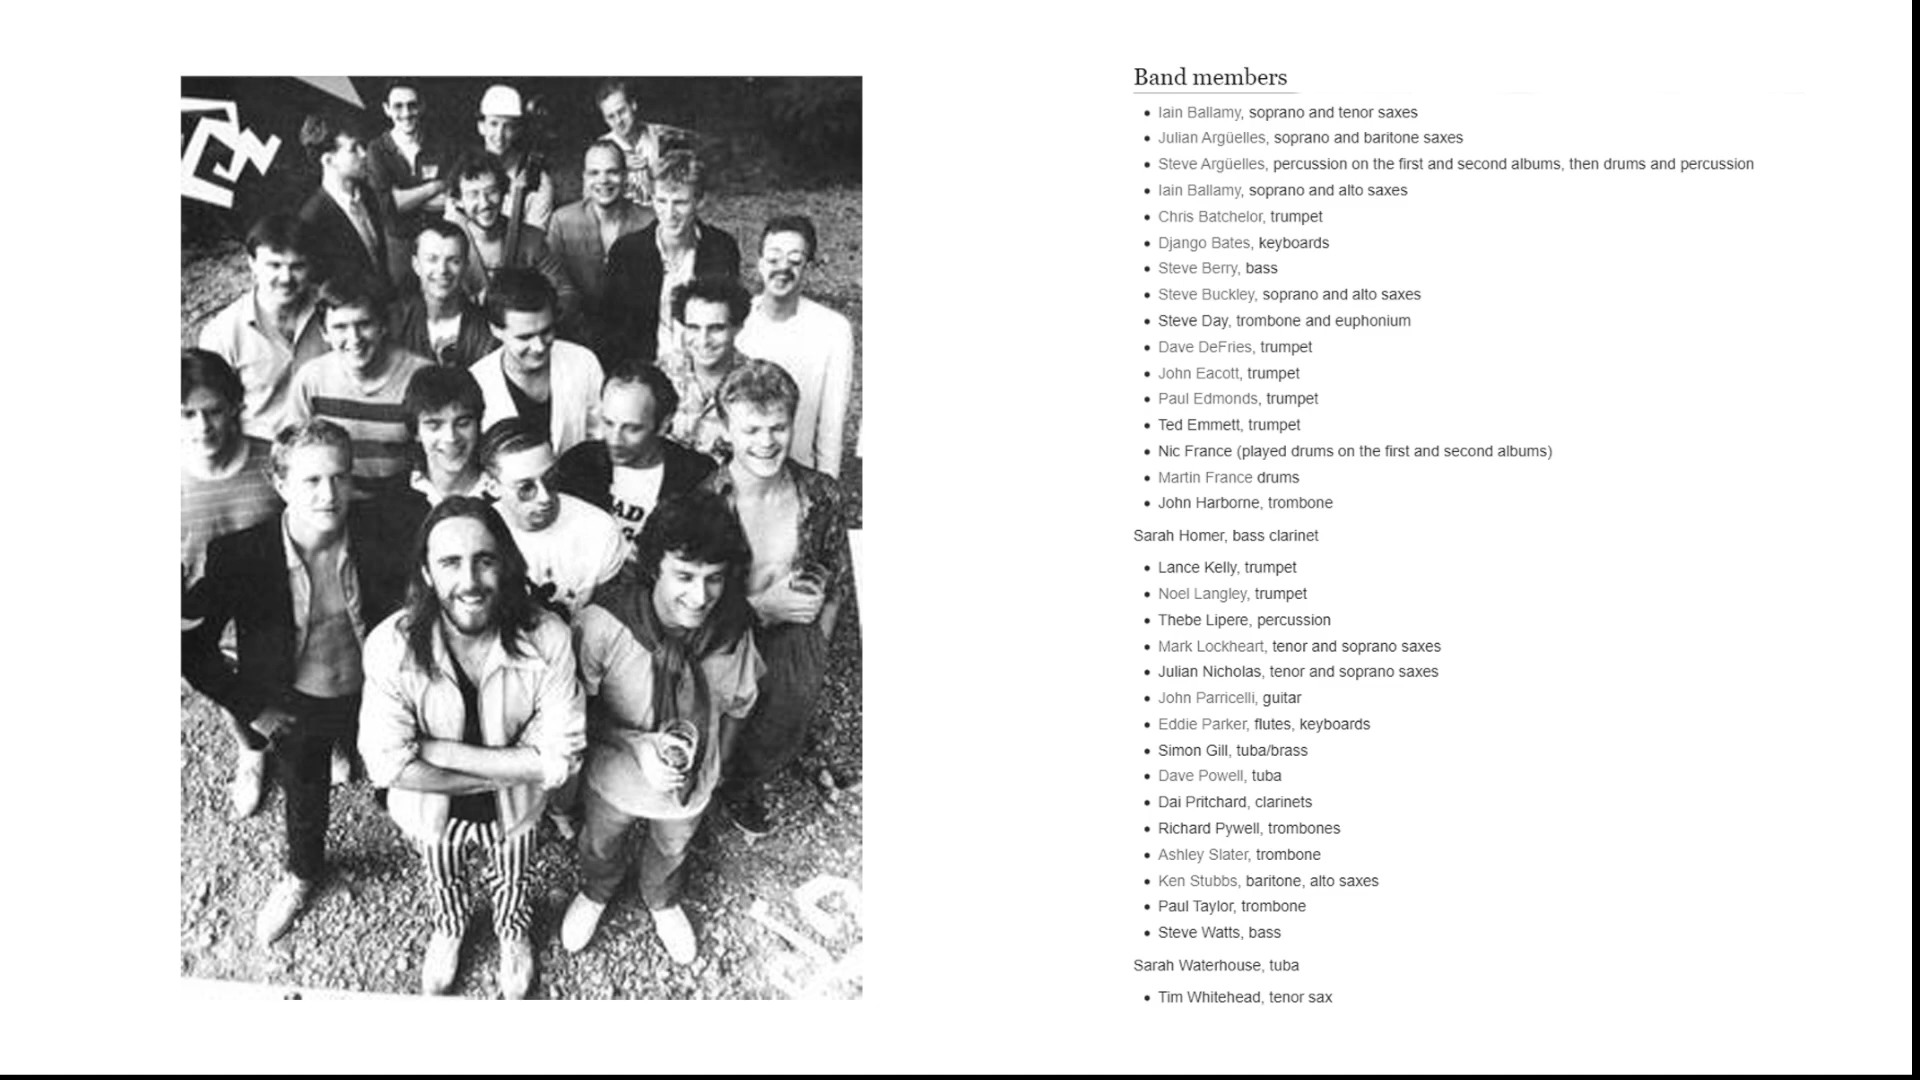 Band members
Iain Ballamy, soprano and tenor saxes
Julian Argüelles, soprano and baritone saxes
Steve Argüelles, percussion on the first and second albums, then drums and percussion
Iain Ballamy, soprano and alto saxes
Chris Batchelor, trumpet
Django Bates, keyboards
Steve Berry, bass
Steve Buckley, soprano and alto saxes
Steve Day, trombone and euphonium
Dave DeFries, trumpet
John Eacott, trumpet
Paul Edmonds, trumpet
Ted Emmett, trumpet
Nic France (played drums on the first and second albums)
Martin France drums
John Harborne, trombone
Sarah Homer, bass clarinet
Lance Kelly, trumpet
Noel Langley, trumpet
Thebe Lipere, percussion
Mark Lockheart, tenor and soprano saxes
Julian Nicholas, tenor and soprano saxes
John Parricelli, guitar
Eddie Parker, flutes, keyboards
Simon Gill, tuba/brass
Dave Powell, tuba
Dai Pritchard, clarinets
Richard Pywell, trombones
Ashley Slater, trombone
Ken Stubbs, baritone, alto saxes
Paul Taylor, trombone
Steve Watts, bass
Sarah Waterhouse, tuba
Tim Whitehead, tenor sax